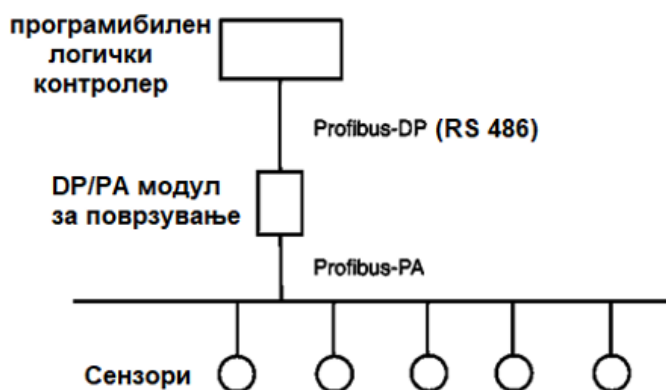 програмибилен
логички
контролер
Profibus-DP (RS 486)
DP/PA модул
за поврзување
Profibus-PA
Сензори